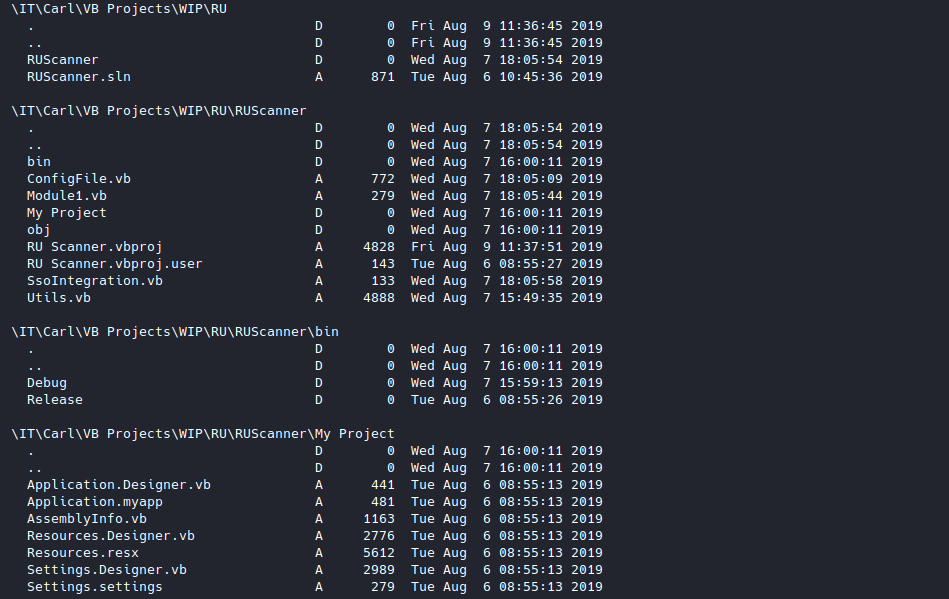 \IT\Carl\VB Projects\WIP\RU
. D 0 Fri Aug 9 11:36:45 2019
.. D 0 Fri Aug 9 11:36:45 2019
RUScanner D 0 Wed Aug 7 18:05:54 2019
RUScanner.sln A 871 Tue Aug 6 10:45:36 2019
\IT\Carl\VB Projects\WIP\RU\RUScanner
. D 0 Wed Aug 7 18:05:54 2019
.. D 0 Wed Aug 7 18:05:54 2019
bin D 0 Wed Aug 7 16:00:11 2019
ConfigFile.vb A 772 Wed Aug 7 18:05:09 2019
Module1.vb A 279 Wed Aug 7 18:05:44 2019
My Project D 0 Wed Aug 7 16:00:11 2019
obj D 0 Wed Aug 7 16:00:11 2019
RU Scanner.vbproj A 4828 Fri Aug 9 11:37:51 2019
RU Scanner.vbproj.user A 143 Tue Aug 6 08:55:27 2019
SsoIntegration.vb A 133 Wed Aug 7 18:05:58 2019
Utils.vb A 4888 Wed Aug 7 15:49:35 2019
\IT\Carl\VB Projects\WIP\RU\RUScanner\bin
. D 0 Wed Aug 7 16:00:11 2019
.. D 0 Wed Aug 7 16:00:11 2019
Debug D 0 Wed Aug 7 15:59:13 2019
Release D 0 Tue Aug 6 08:55:26 2019
\IT\Carl\VB Projects\WIP\RU\RUScanner\My Project
. D 0 Wed Aug 7 16:00:11 2019
.. D 0 Wed Aug 7 16:00:11 2019
Application.Designer.vb A 441 Tue Aug 6 08:55:13 2019
Application.myapp A 481 Tue Aug 6 08:55:13 2019
AssemblyInfo.vb A 1163 Tue Aug 6 08:55:13 2019
Resources.Designer.vb A 2776 Tue Aug 6 08:55:13 2019
Resources.resx A 5612 Tue Aug 6 08:55:13 2019
Settings.Designer.vb A 2989 Tue Aug 6 08:55:13 2019
Settings.settings A 279 Tue Aug 6 08:55:13 2019